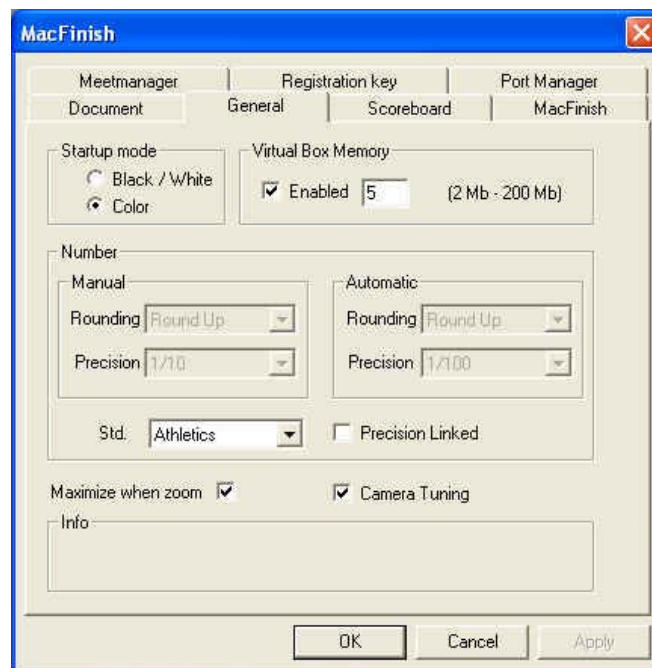 MacFinish
Meetmanager Registration key Port Manager
Document General Scoreboard MacFinish
Startup mode Virtual Box Memory
Black / White
Enabled 5 (2 Mb - 200 Mb)
Color
Number
Manual Automatic
Rounding Round Up Rounding Round Up
Precision 1/10 Precision 1/100
Std. Athletics Precision Linked
Maximize when zoom Camera Tuning
Info
OK Cancel Apply